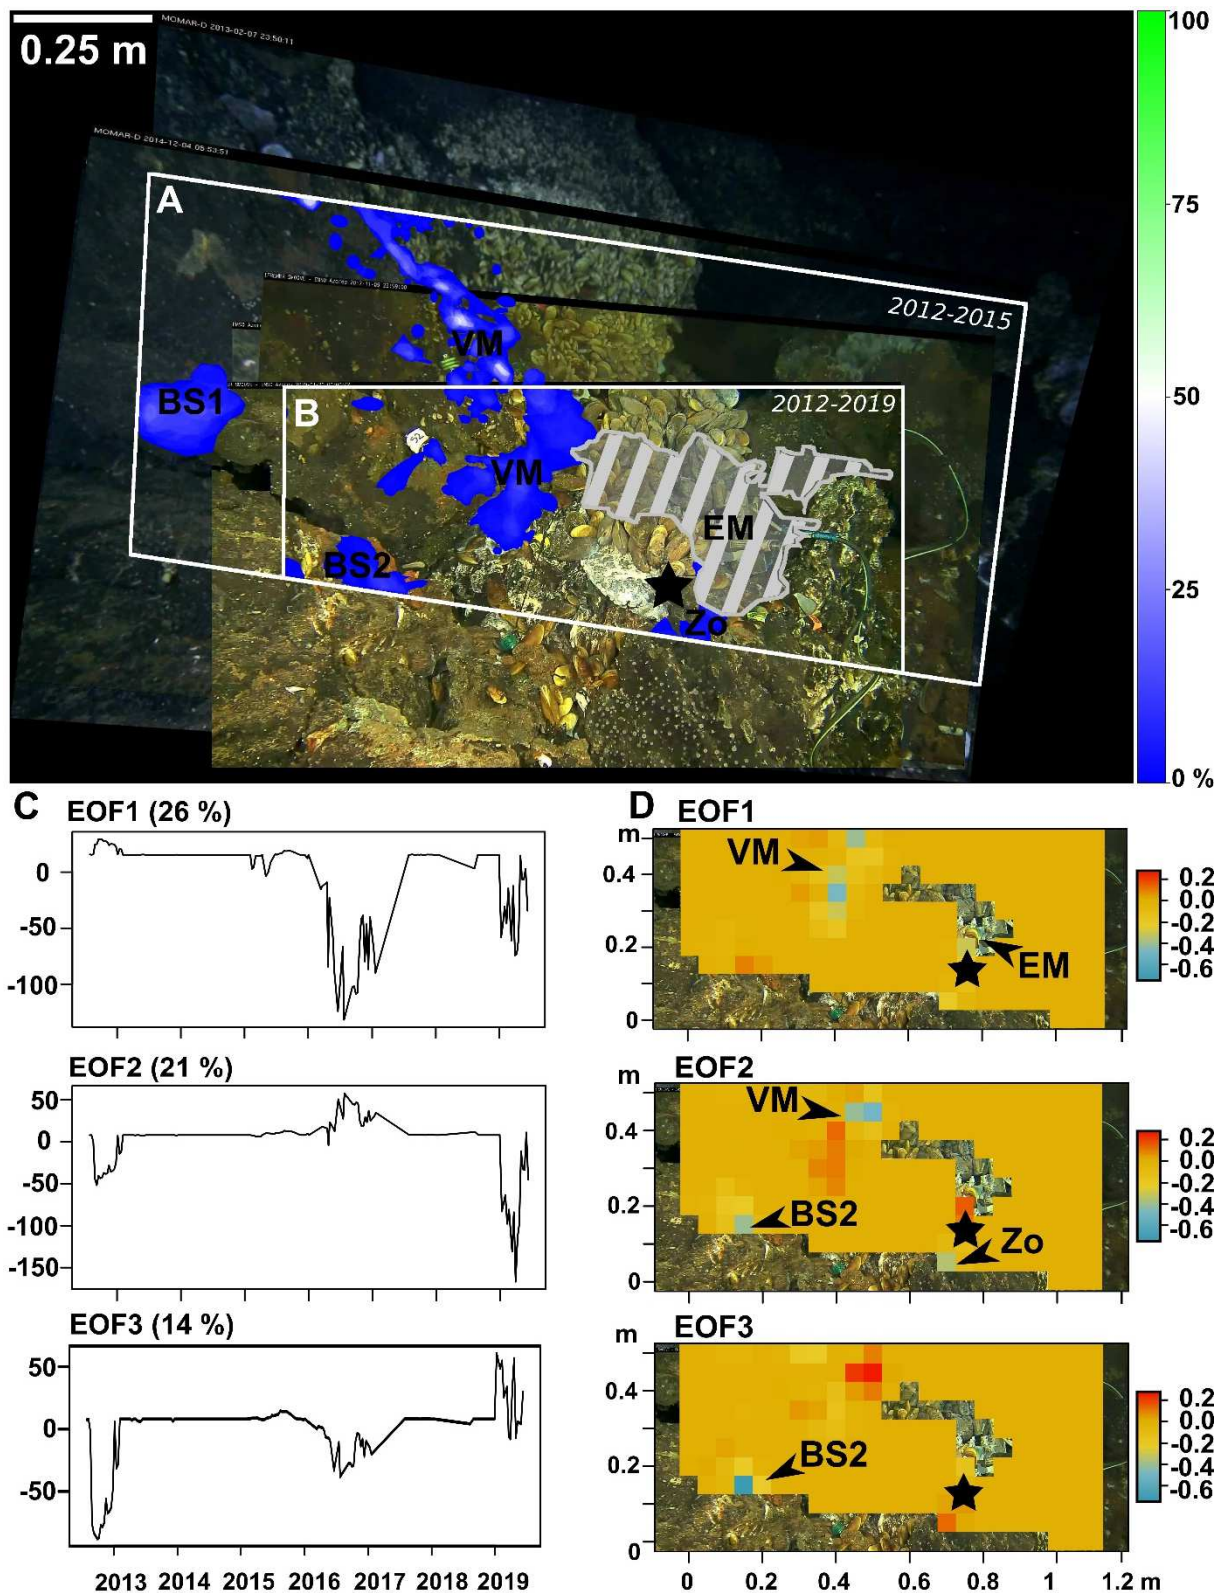 MOMAR-D 2013-02-07 23:50:11
0.25 m
MOMAR-D 2014-12-04 05:53:51
A
2012-2015
VM
BS1
B
2012-2019
52
VM
EM
BS2
Zo
100
75
50
25
0 %
C
EOF1 (26 %)
0
-50
-100
EOF2 (21 %)
50
0
-50
-100
-150
EOF3 (14 %)
50
0
-50
2013 2014 2015 2016 2017 2018 2019
D
EOF1
m
0.4
0.2
0
VM
EM
0.2
-0.2
-0.4
-0.6
EOF2
m
0.4
0.2
0
VM
BS2
Zo
0.2
0.0
-0.2
-0.4
-0.6
EOF3
m
0.4
0.2
0
BS2
0.2
0.0
-0.2
-0.4
-0.6
0 0.2 0.4 0.6 0.8 1 1.2 m